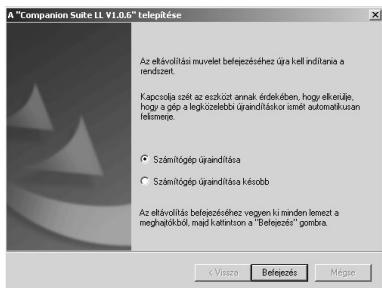 A "Companion Suite LL V1.0.6" telepítése
Az eltávolítási muvelet befejezéséhez újra kell indítania a
rendszert.
Kapcsolja szét az eszközt annak érdekében, hogy elkerülje,
hogy a gép a legközelebbi újraindításkor ismét automatikusan
felismerje.
Számítógép újraindítása
Számítógép újraindítása késobb
Az eltávolítás befejezéséhez vegyen ki minden lemezt a
meghajtókból, majd kattintson a "Befejezés" gombra.
< Vissza Befejezés Mégse